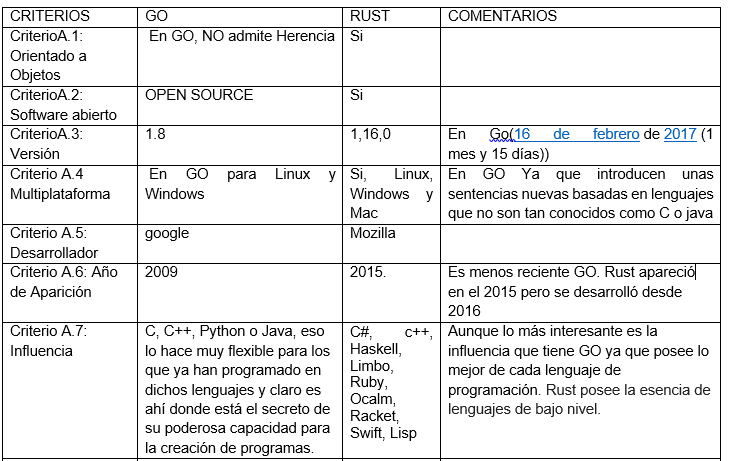 CRITERIOS GO RUST COMENTARIOS
CriterioA.1:
Orientado a
Objetos
En GO, NO admite Herencia
Si
CriterioA.2:
Software abierto
OPEN SOURCE
Si
CriterioA.3:
Versión
1.8
1,16,0
En Go(16 de febrero de 2017 (1
mes y 15 días))
Criterio A.4
Multiplataforma
En GO para Linux y
Windows
Si, Linux,
Windows y
Mac
En GO Ya que introducen unas
sentencias nuevas basadas en lenguajes
que no son tan conocidos como C o java
Criterio A.5:
Desarrollador
google
Mozilla
Criterio A.6: Año
de Aparición
2009
2015.
Es menos reciente GO. Rust apareció
en el 2015 pero se desarrolló desde
2016
Criterio A.7:
Influencia
C, C++, Python o Java, eso
lo hace muy flexible para los
que ya han programado en
dichos lenguajes y claro es
ahí donde está el secreto de
su poderosa capacidad para
la creación de programas.
C#, c++,
Haskell,
Limbo,
Ruby,
Ocalm,
Racket,
Swift, Lisp
Aunque lo más interesante es la
influencia que tiene GO ya que posee lo
mejor de cada lenguaje de
programación. Rust posee la esencia de
lenguajes de bajo nivel.